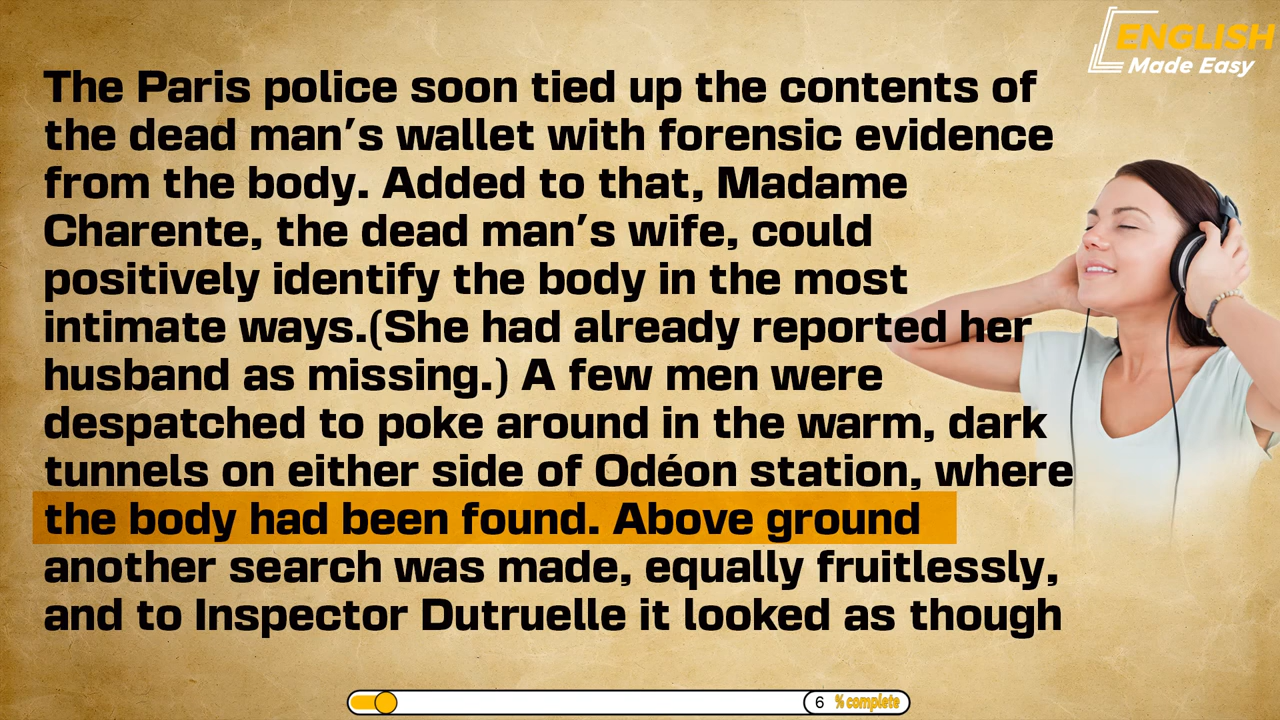 ENGLISH
Made Easy
The Paris police soon tied up the contents of
the dead man's wallet with forensic evidence
from the body. Added to that, Madame
Charente, the dead man's wife, could
positively identify the body in the most
intimate ways.(She had already reported her
husband as missing.) A few men were
despatched to poke around in the warm, dark
tunnels on either side of Odéon station, where
the body had been found. Above ground
another search was made, equally fruitlessly,
and to Inspector Dutruelle it looked as though
6 % complete